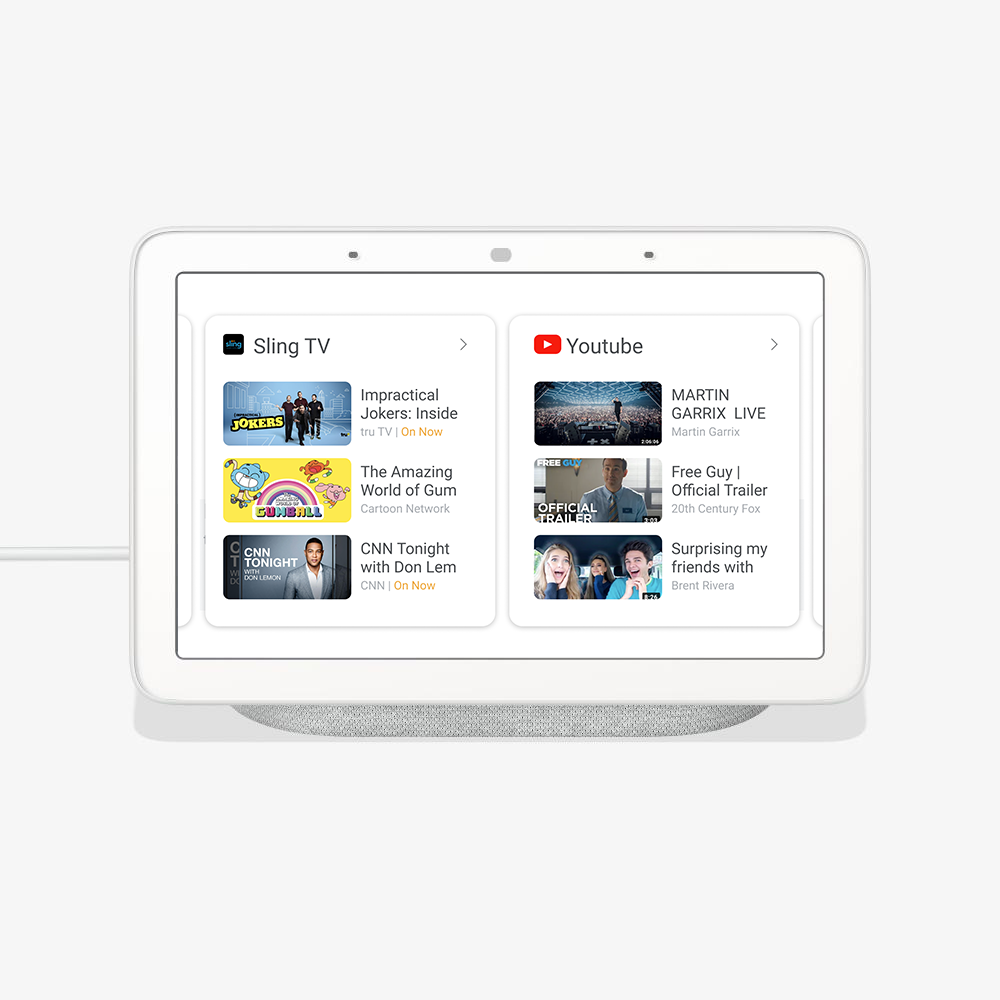 sling
Sling TV
[IMPRACTICAL]
JOKERS
tru
Impractical
Jokers: Inside
tru TV | On Now
THE AMAZING
WORLD OF
GUMBALL
The Amazing
World of Gum
Cartoon Network
CNN
TONIGHT
WITH
DON LEMON
CNN Tonight
with Don Lem
CNN | On Now
Youtube
2:06:06
MARTIN
GARRIX LIVE
Martin Garrix
FREE GUY
OFFICIAL
TRAILER
3:03
Free Guy |
Official Trailer
20th Century Fox
8:26
Surprising my
friends with
Brent Rivera